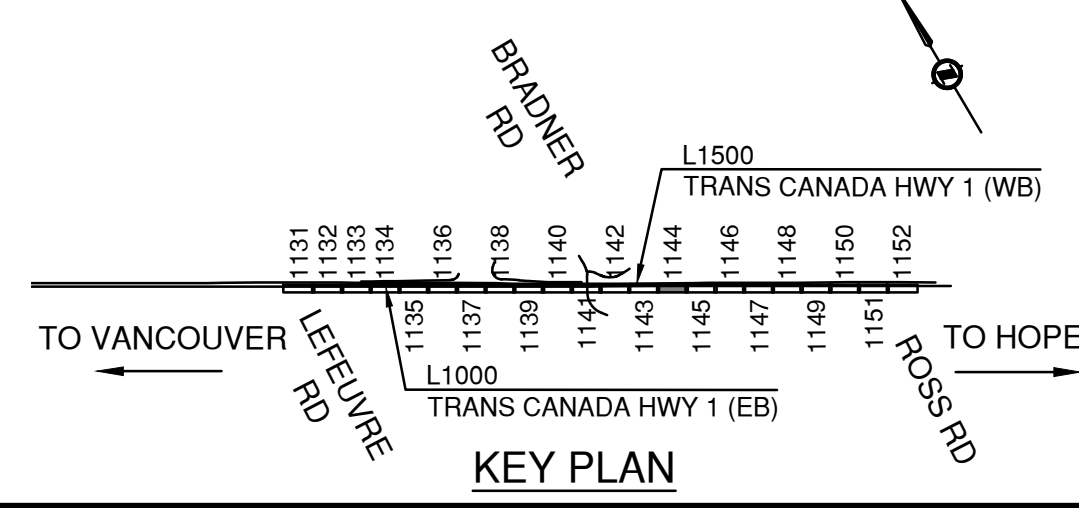 BRADNER
RD
L1500
TRANS CANADA HWY 1 (WB)
1131
1132
1133
1134
1136
1138
1140
1142
1144
1146
1148
1150
1152
1135
1137
1139
1141
1143
1145
1147
1149
1151
TO VANCOUVER
LEFEUVRE
RD
ROSS RD
TO HOPE
L1000
TRANS CANADA HWY 1 (EB)
KEY PLAN